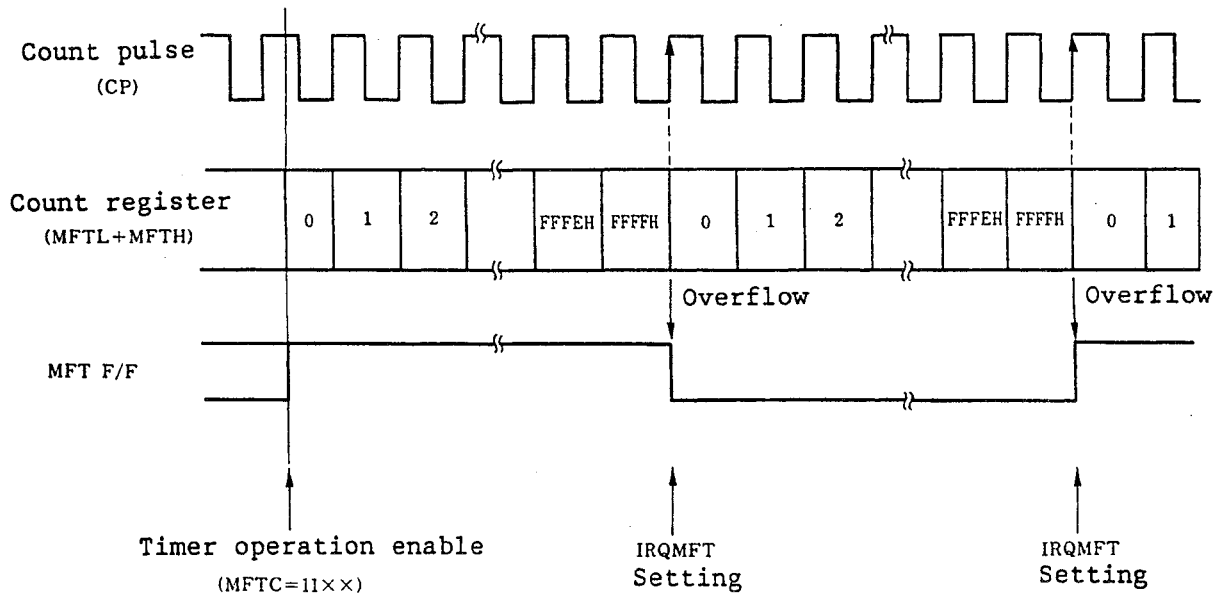 Count pulse
(CP)
Count register
(MFTL+MFTH)
0 1 2 FFFEH FFFFH 0 1 2 FFFEH FFFFH 0 1
Overflow Overflow
MFT F/F
Timer operation enable
(MFTC=11××)
IRQMFT
Setting
IRQMFT
Setting